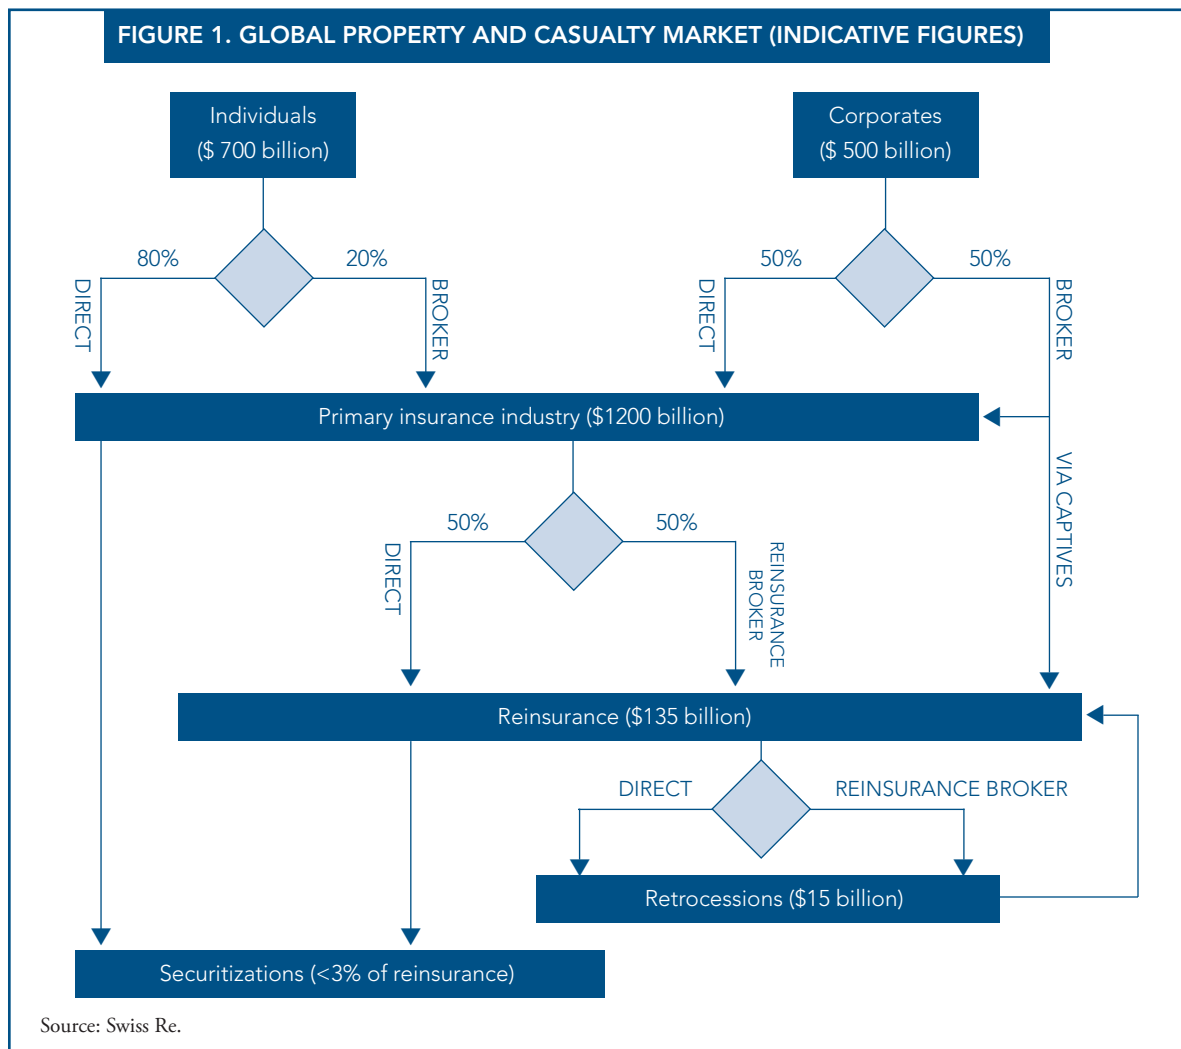 FIGURE 1. GLOBAL PROPERTY AND CASUALTY MARKET (INDICATIVE FIGURES)
Individuals
($ 700 billion)
Corporates
($ 500 billion)
80%
20%
50%
50%
DIRECT
BROKER
DIRECT
BROKER
Primary insurance industry ($1200 billion)
VIA CAPTIVES
50%
50%
DIRECT
REINSURANCE
BROKER
Reinsurance ($135 billion)
DIRECT
REINSURANCE BROKER
Retrocessions ($15 billion)
Securitizations (<3% of reinsurance)
Source: Swiss Re.